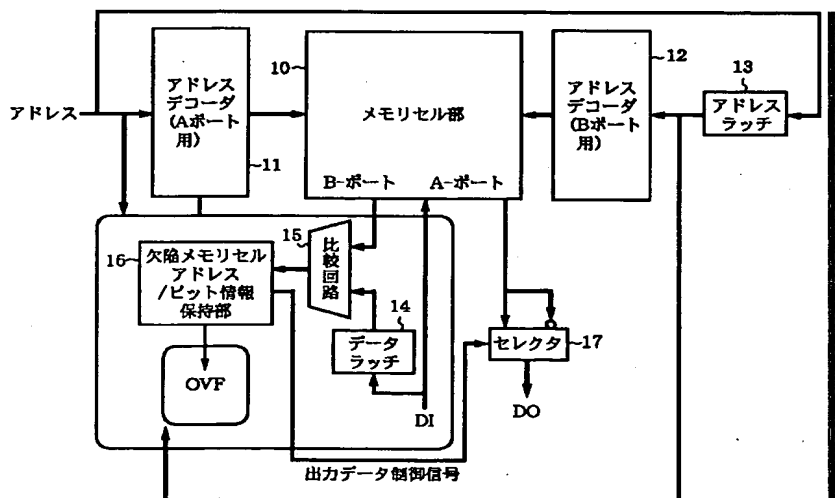 アドレス
アドレス
デコーダ
(Aポート
用)
11
10
メモリセル部
B-ポート
A-ポート
12
アドレス
デコーダ
(Bポート
用)
13
アドレス
ラッチ
16
欠陥メモリセル
アドレス
/ビット情報
保持部
15
比較回路
14
データ
ラッチ
OVF
DI
セレクタ
17
DO
出力データ制御信号